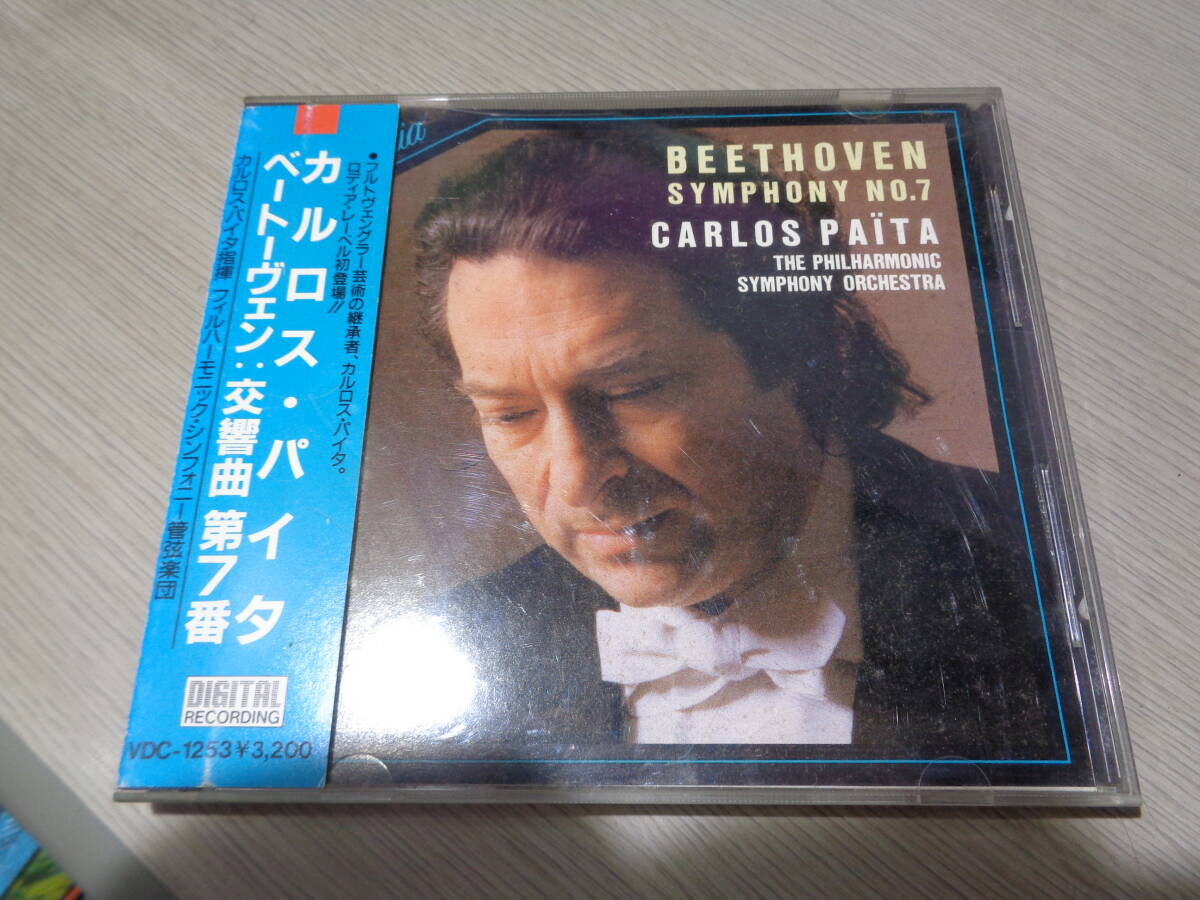 ●フルトヴェングラー芸術の継承者、カルロス・パイタ。
ロディア・レーベル初登場!!
カルロス・パイタ
ベートーヴェン:交響曲 第7番
カルロス・パイタ指揮 フィルハーモニック・シンフォニー管弦楽団
DIGITAL
RECORDING
VDC-1253 ¥3,200
BEETHOVEN
SYMPHONY NO.7
CARLOS PAÏTA
THE PHILHARMONIC
SYMPHONY ORCHESTRA